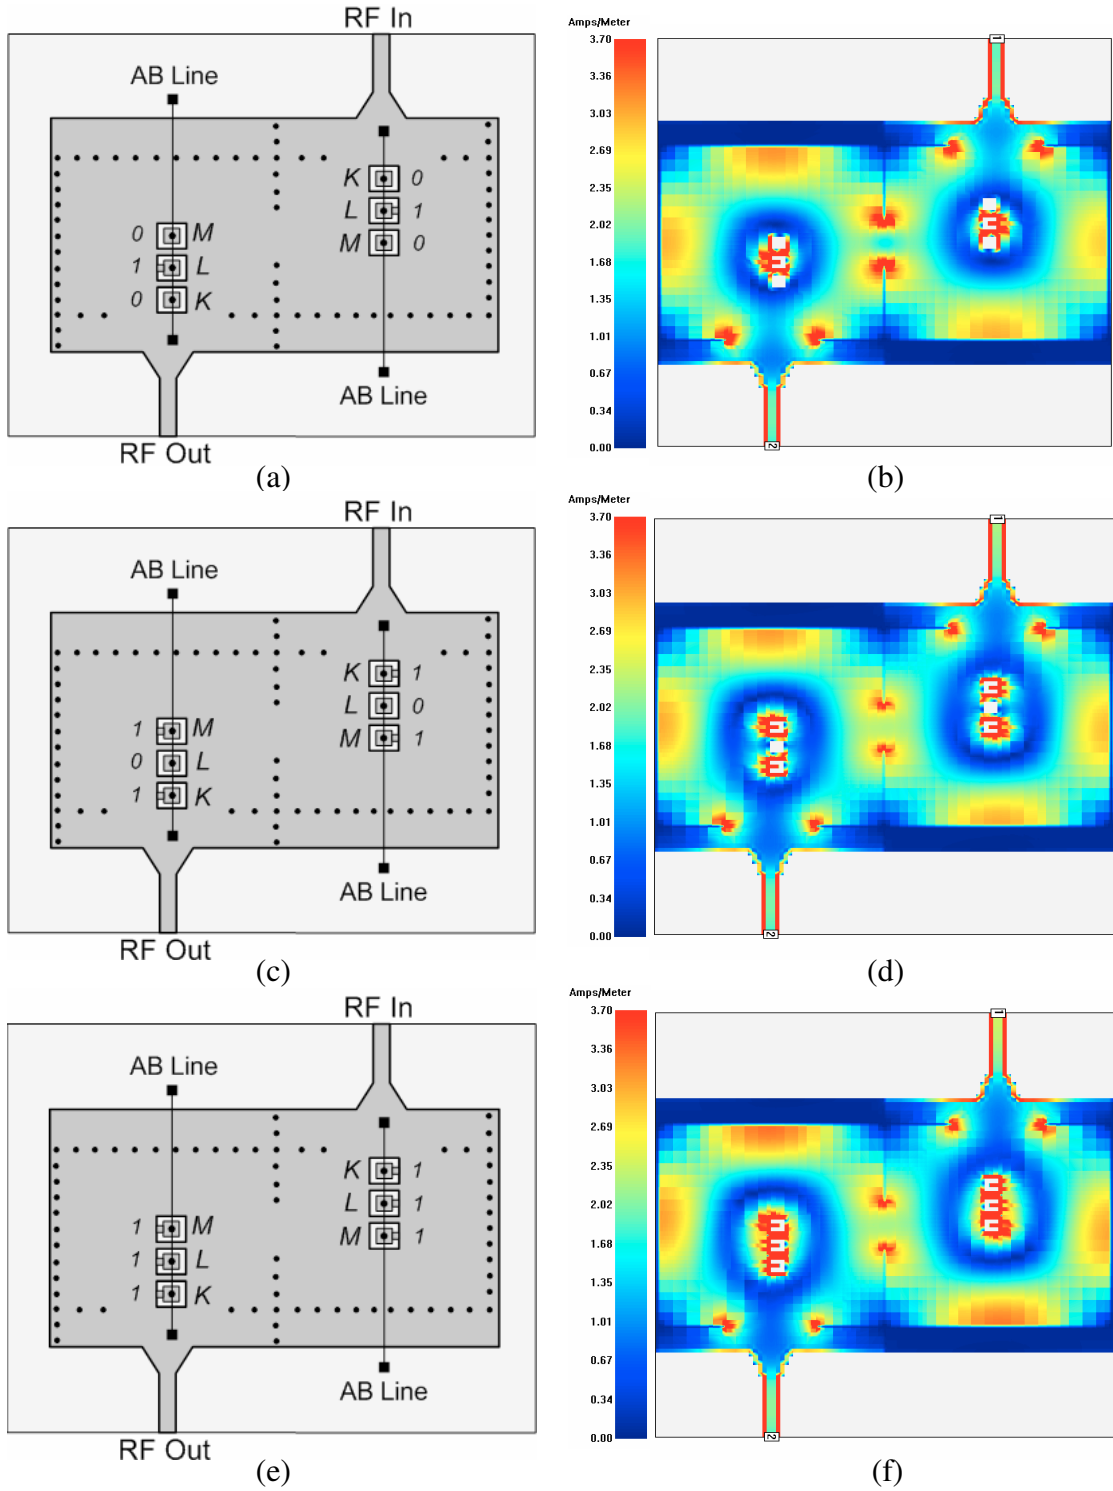 RF In
AB Line
K 0
L 1
M 0
0 M
1 L
0 K
AB Line
RF Out
(a)
Amps/Meter
3.70
3.36
3.03
2.69
2.35
2.02
1.68
1.35
1.01
0.67
0.34
0.00
1
2
(b)
RF In
AB Line
K 1
L 0
M 1
1 M
0 L
1 K
AB Line
RF Out
(c)
Amps/Meter
3.70
3.36
3.03
2.69
2.35
2.02
1.68
1.35
1.01
0.67
0.34
0.00
1
2
(d)
RF In
AB Line
K 1
L 1
M 1
1 M
1 L
1 K
AB Line
RF Out
(e)
Amps/Meter
3.70
3.36
3.03
2.69
2.35
2.02
1.68
1.35
1.01
0.67
0.34
0.00
1
2
(f)